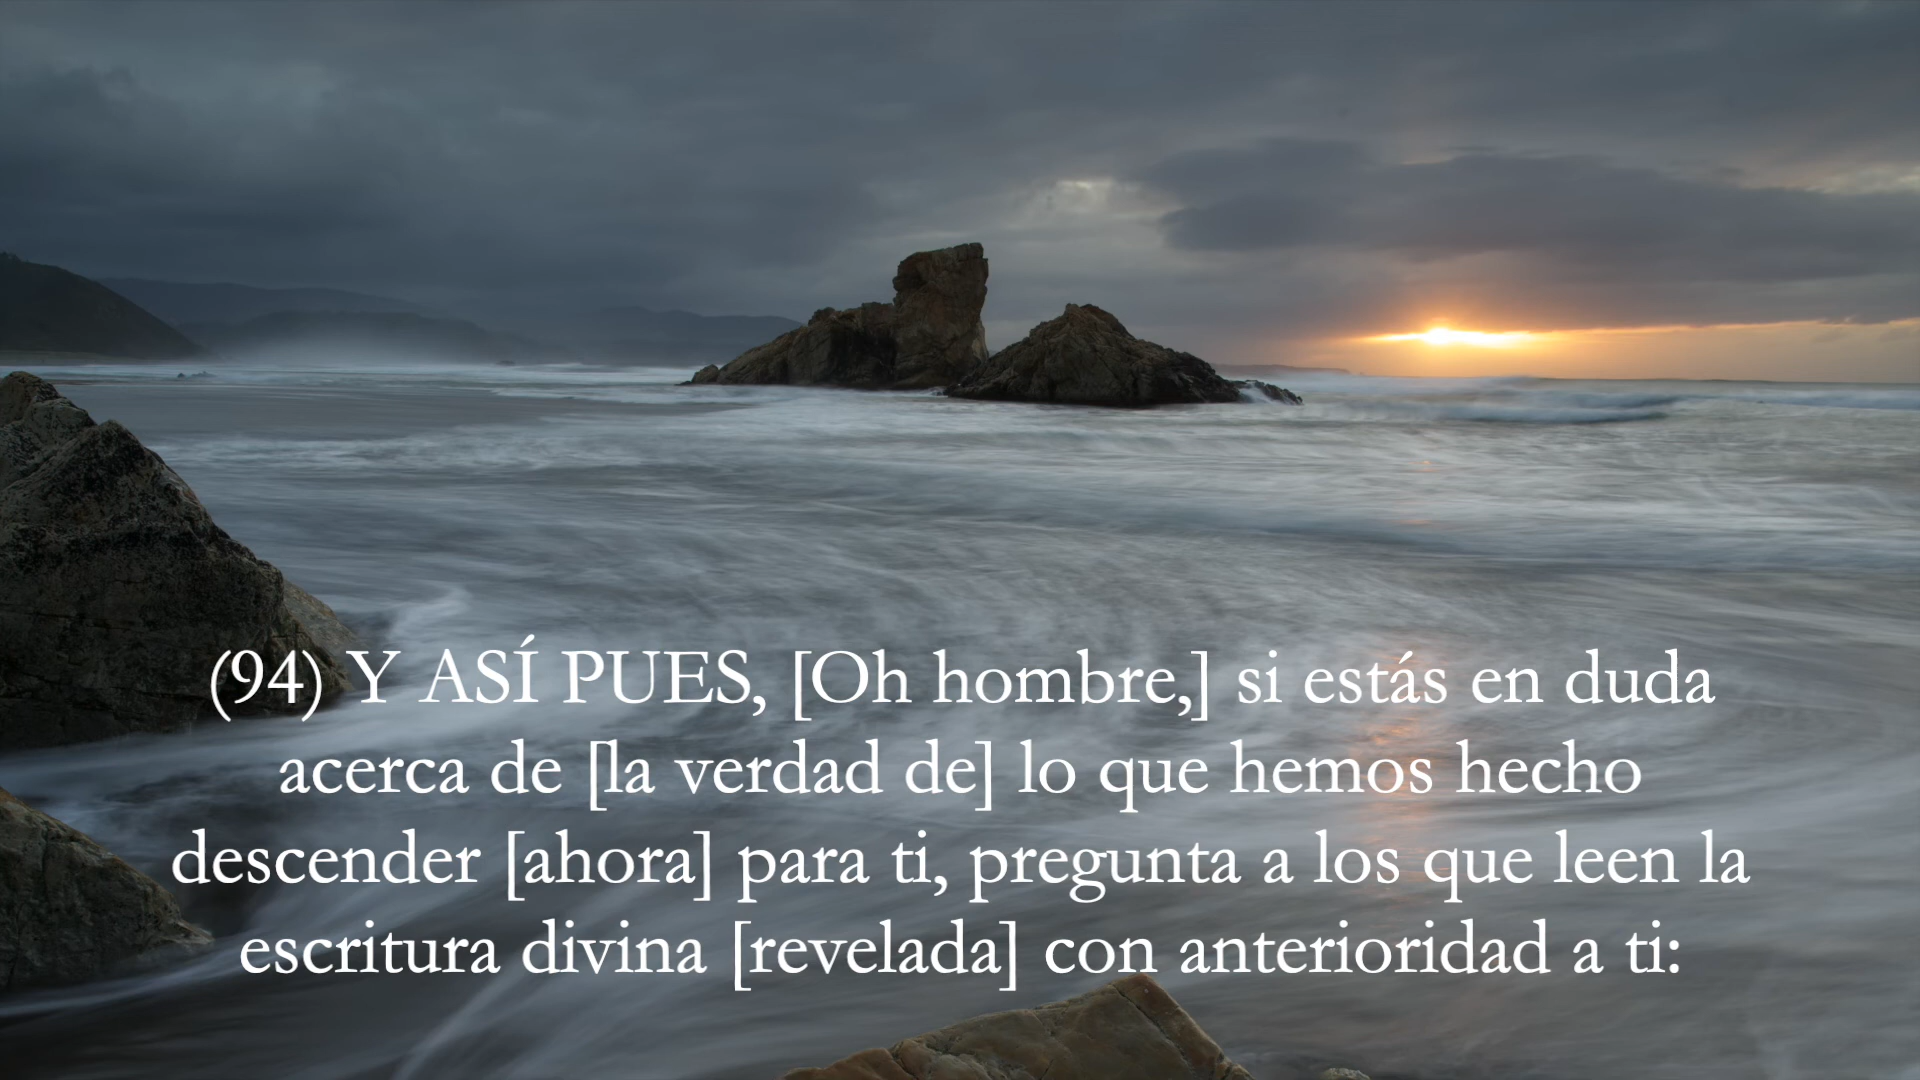 (94) Y ASÍ PUES, [Oh hombre,] si estás en duda
acerca de [la verdad de] lo que hemos hecho
descender [ahora] para ti, pregunta a los que leen la
escritura divina [revelada] con anterioridad a ti: